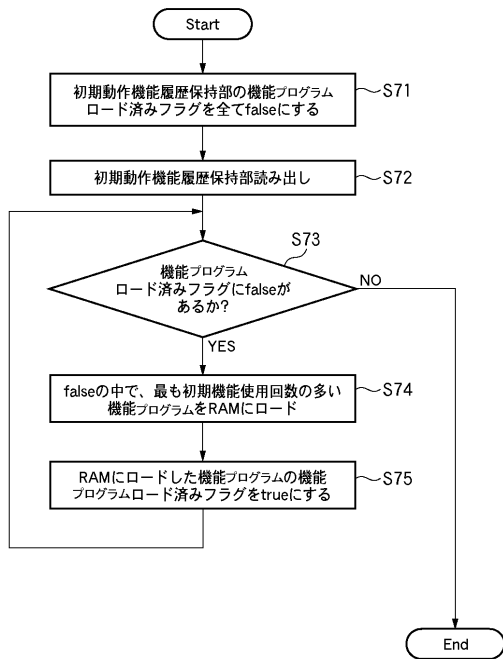 Start
初期動作機能履歴保持部の機能プログラム
ロード済みフラグを全てfalseにする
S71
初期動作機能履歴保持部読み出し
S72
S73
機能プログラム
ロード済みフラグにfalseが
あるか?
NO
YES
falseの中で、最も初期機能使用回数の多い
機能プログラムをRAMにロード
S74
RAMにロードした機能プログラムの機能
プログラムロード済みフラグをtrueにする
S75
End